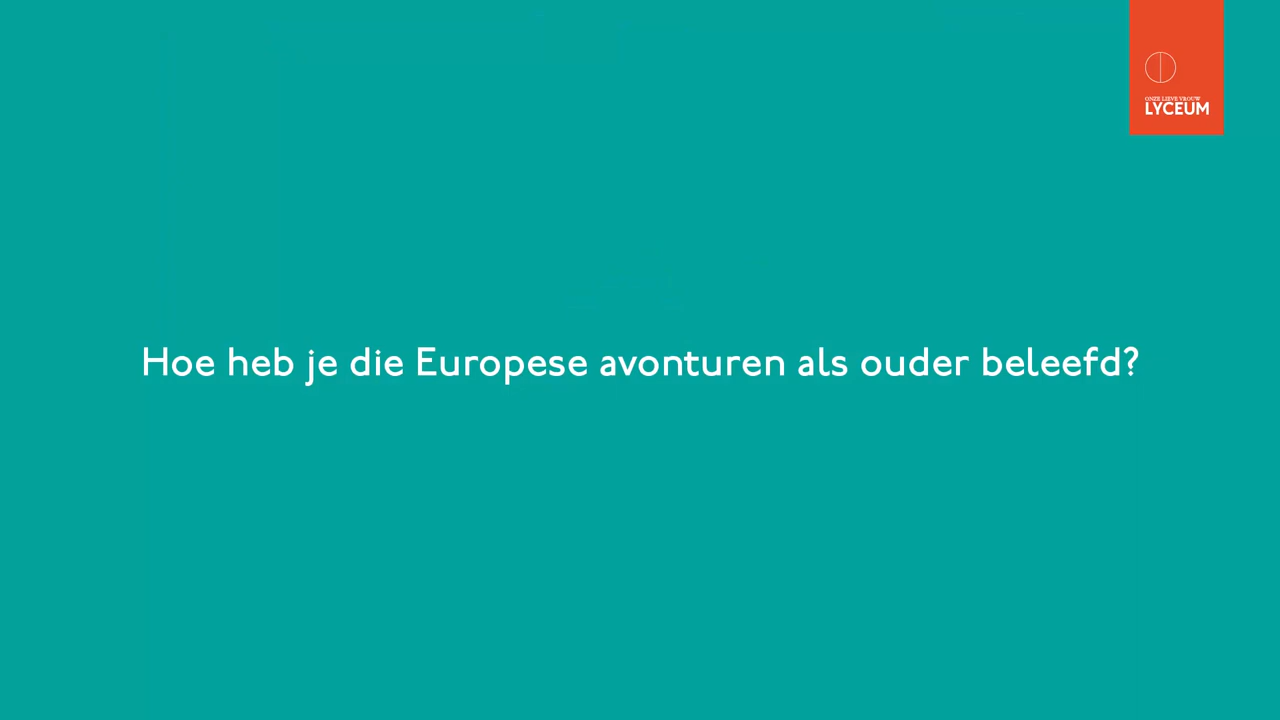 ONZE LIEVE VROUW
LYCEUM
Hoe heb je die Europese avonturen als ouder beleefd?